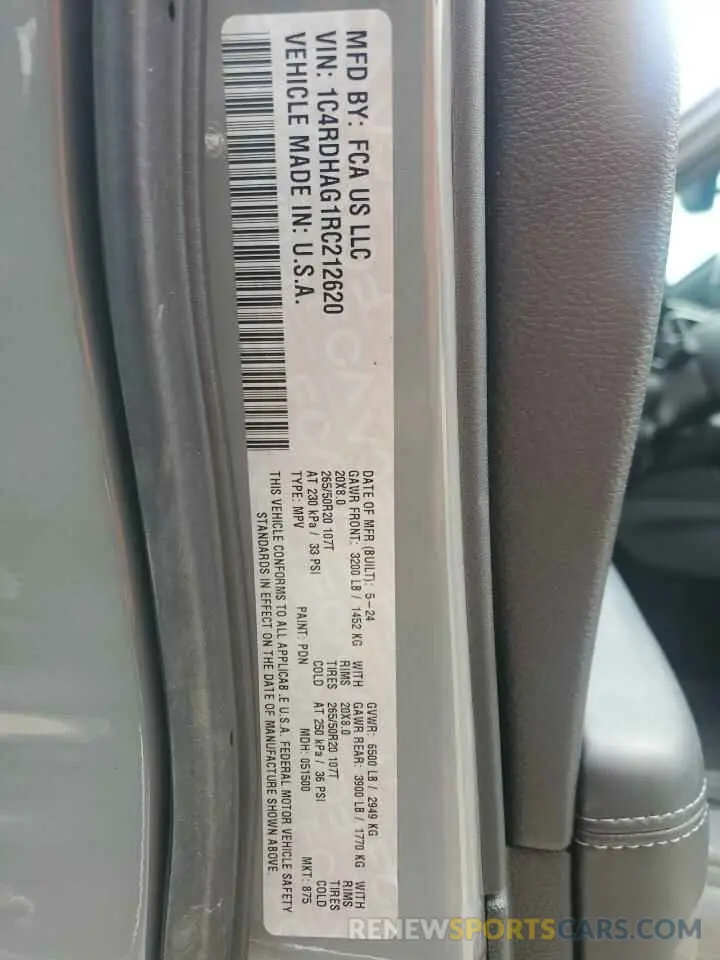 MFD BY: FCA US LLC
VIN: 1C4RDHAG1RC212620
VEHICLE MADE IN: U.S.A.
DATE OF MFR (BUILT): 5-24 GVWR: 6500 LB / 2949 KG
GAWR FRONT: 3200 LB / 1452 KG WITH GAWR REAR: 3900 LB / 1770 KG WITH
20X8.0 RIMS 20X8.0 RIMS
265/50R20 107T TIRES 265/50R20 107T TIRES
AT 230 kPa / 33 PSI COLD AT 250 kPa / 36 PSI COLD
TYPE: MPV PAINT: PDN MDH: 051500 MKT: 875
THIS VEHICLE CONFORMS TO ALL APPLICAB.E U.S.A. FEDERAL MOTOR VEHICLE SAFETY
STANDARDS IN EFFECT ON THE DATE OF MANUFACTURE SHOWN ABOVE.
RENEWSPORTSCARS.COM